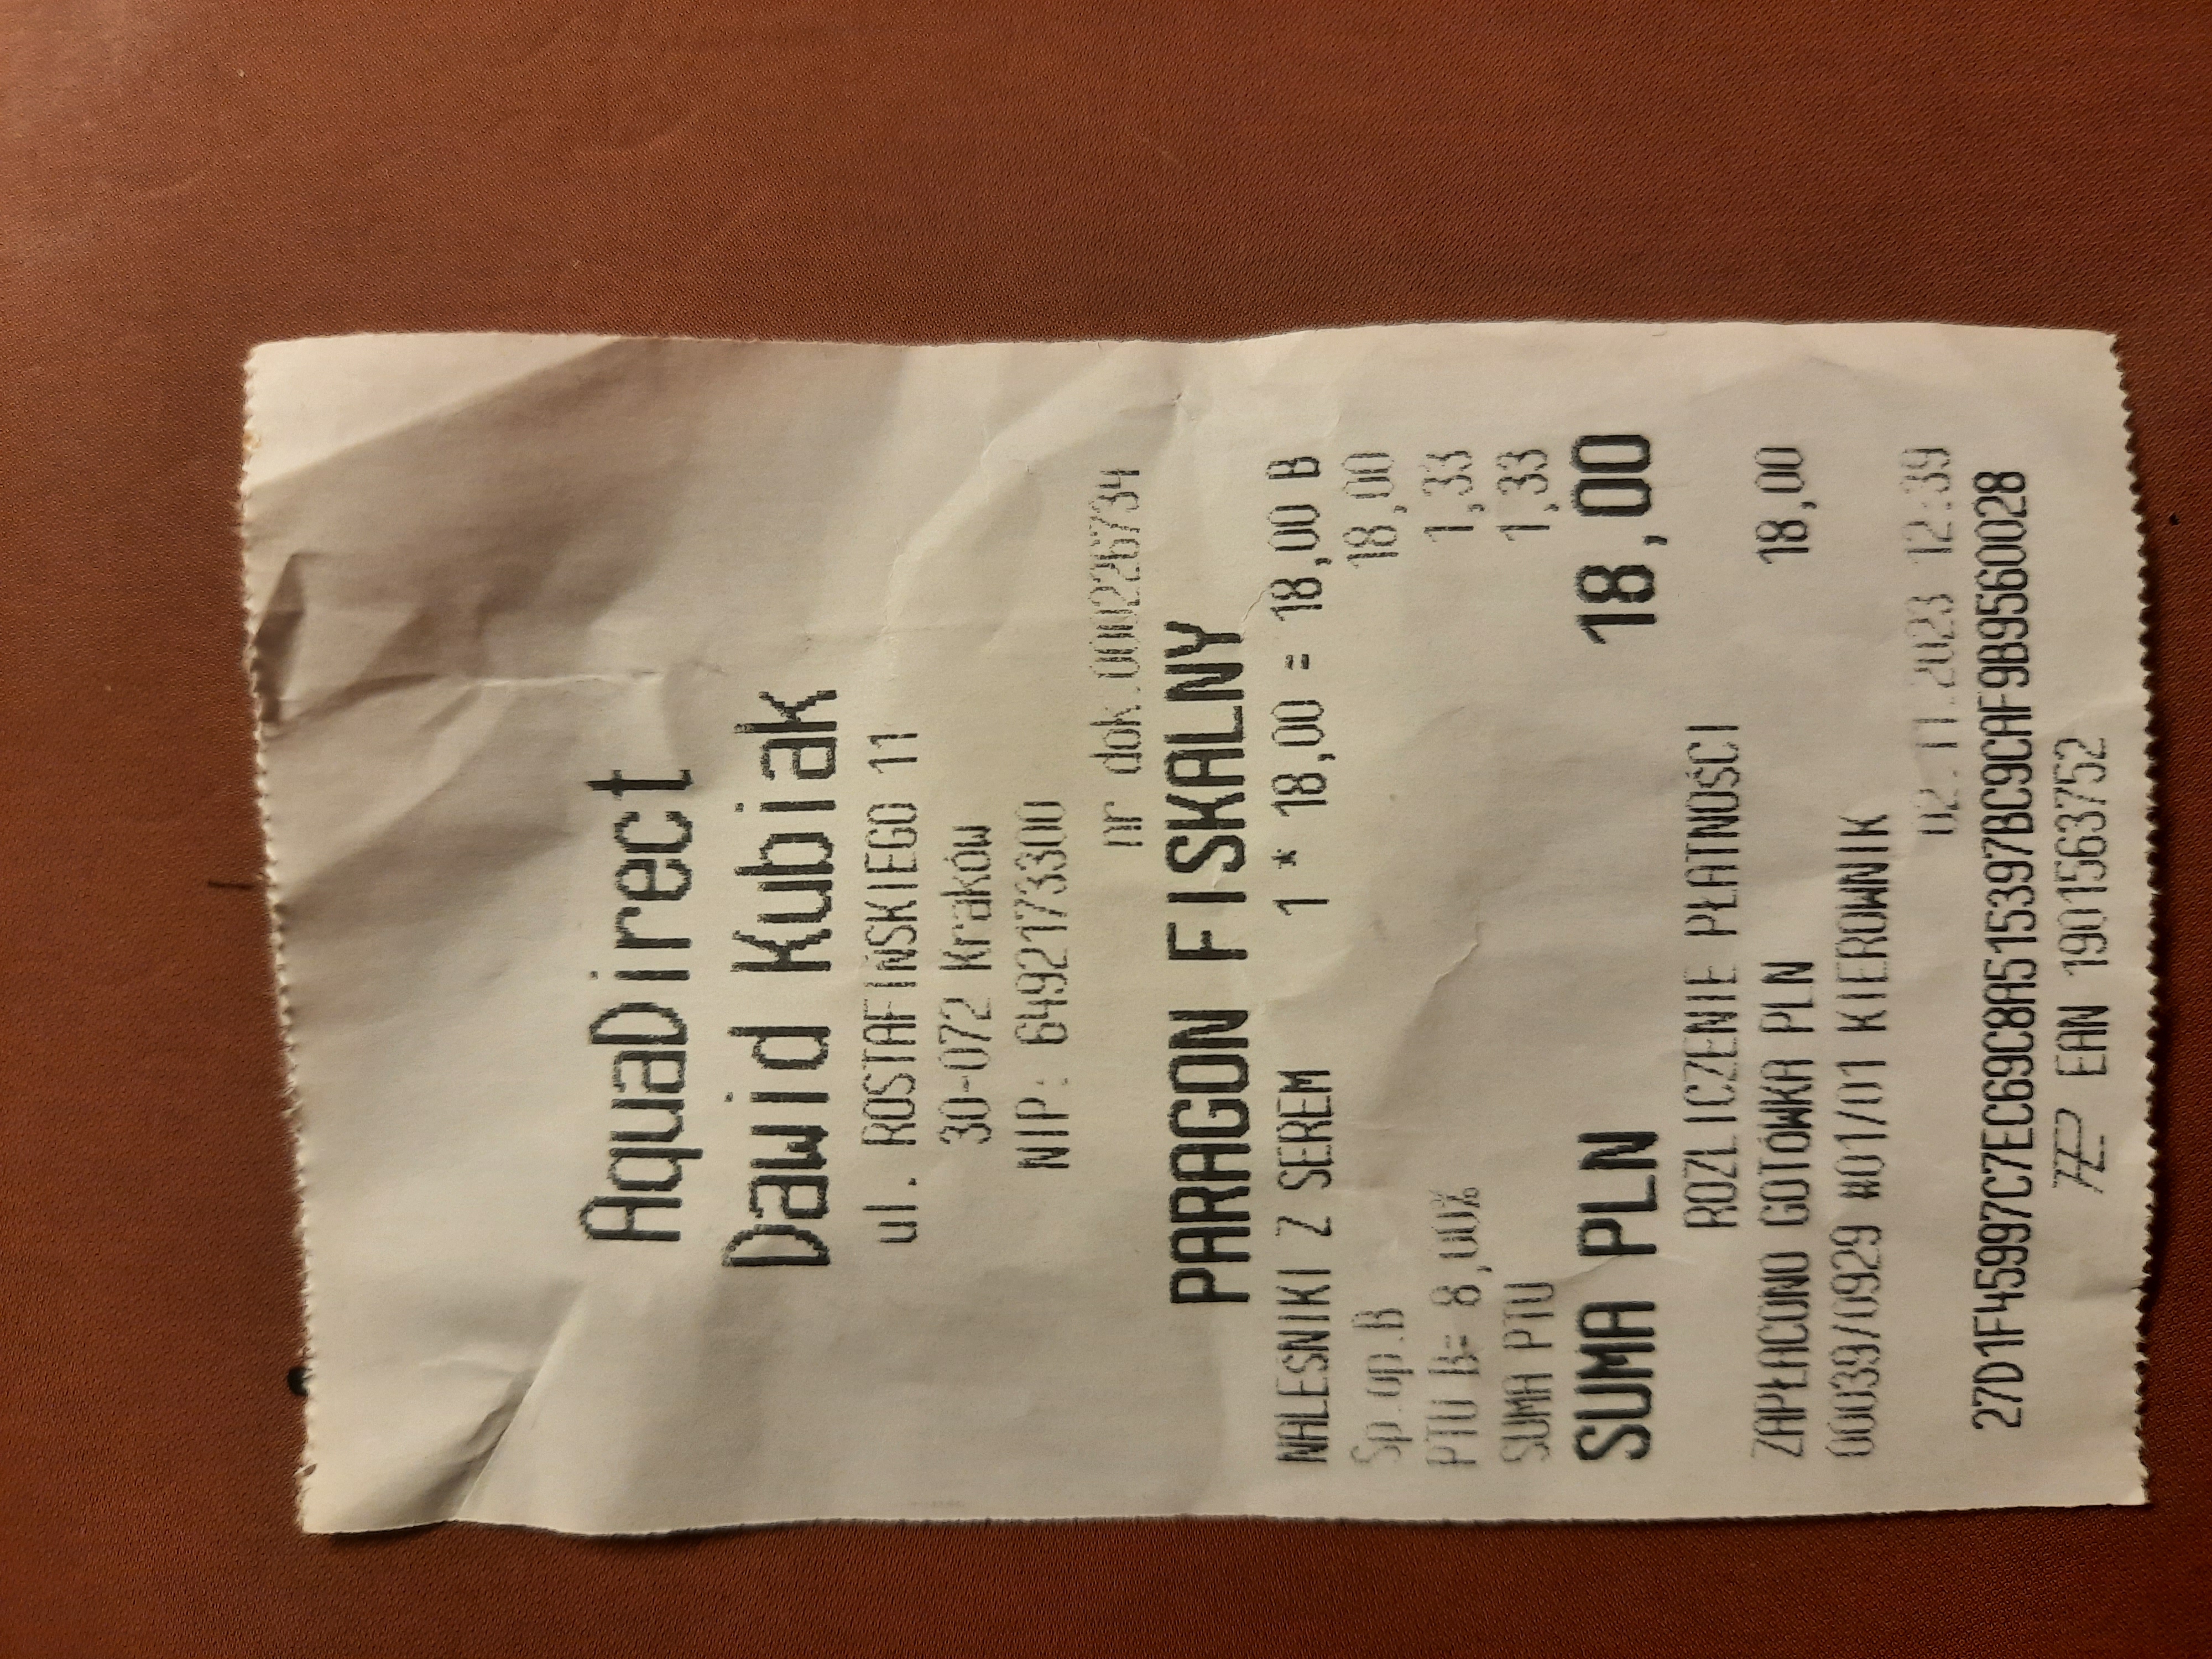 AquaDirect
Dawid Kubiak
ul. ROSTAFIŃSKIEGO 11
30-072 Kraków
NIP: 6492173300
nr dok.000226734
PARAGON FISKALNY
NALEŚNIKI Z SEREM 1 * 18,00 = 18,00 B
Sp.op.B 18,00
PTU B= 8,00% 1,33
SUMA PTU 1,33
SUMA PLN 18,00
ROZLICZENIE PŁATNOŚCI
ZAPŁACONO GOTÓWKA PLN 18,00
00039/0929 #01/01 KIEROWNIK
02.11.2023 12:39
27D1F45997C7EC69C8A515397BC9CAF9B9560028
EAN 1901563752